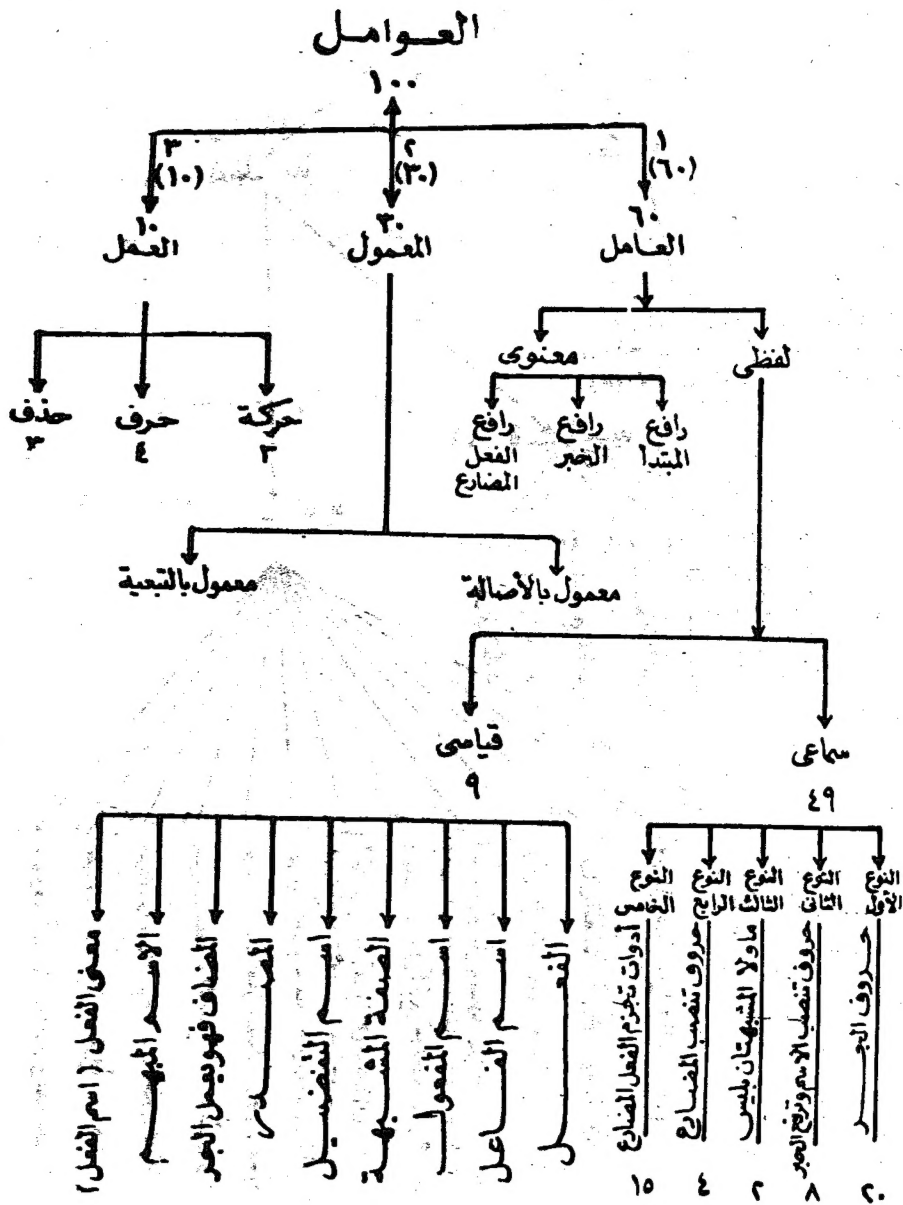 العـوامـل
١٠٠
١
(٦٠)
٢
(٣٠)
٣
(١٠)
٦٠
العـامل
٣٠
المعمول
١٠
العـمل
لفظى
معنوى
رافع المبتدا
رافع الخبر
رافع الفعل المضارع
حركة
٣
حرف
٤
حذف
٣
معمول بالأصالة
معمول بالتبعية
سماعى
٤٩
قياسى
٩
النوع الأول
حروف الجر
٢٠
النوع الثانى
حروف تنصب الاسم وترفع الخبر
٨
النوع الثالث
ما ولا المشبهتان بليس
٢
النوع الرابع
حروف تنصب المضارع
٤
النوع الخامس
أدوات تجزم الفعل المضارع
١٥
الفعل
اسم الفاعل
اسم المفعول
الصفة المشبهة
اسم التفضيل
المصدر
المضاف فهو يعمل الجر
الاسم المبهم
معنى الفعل (اسم الفعل)